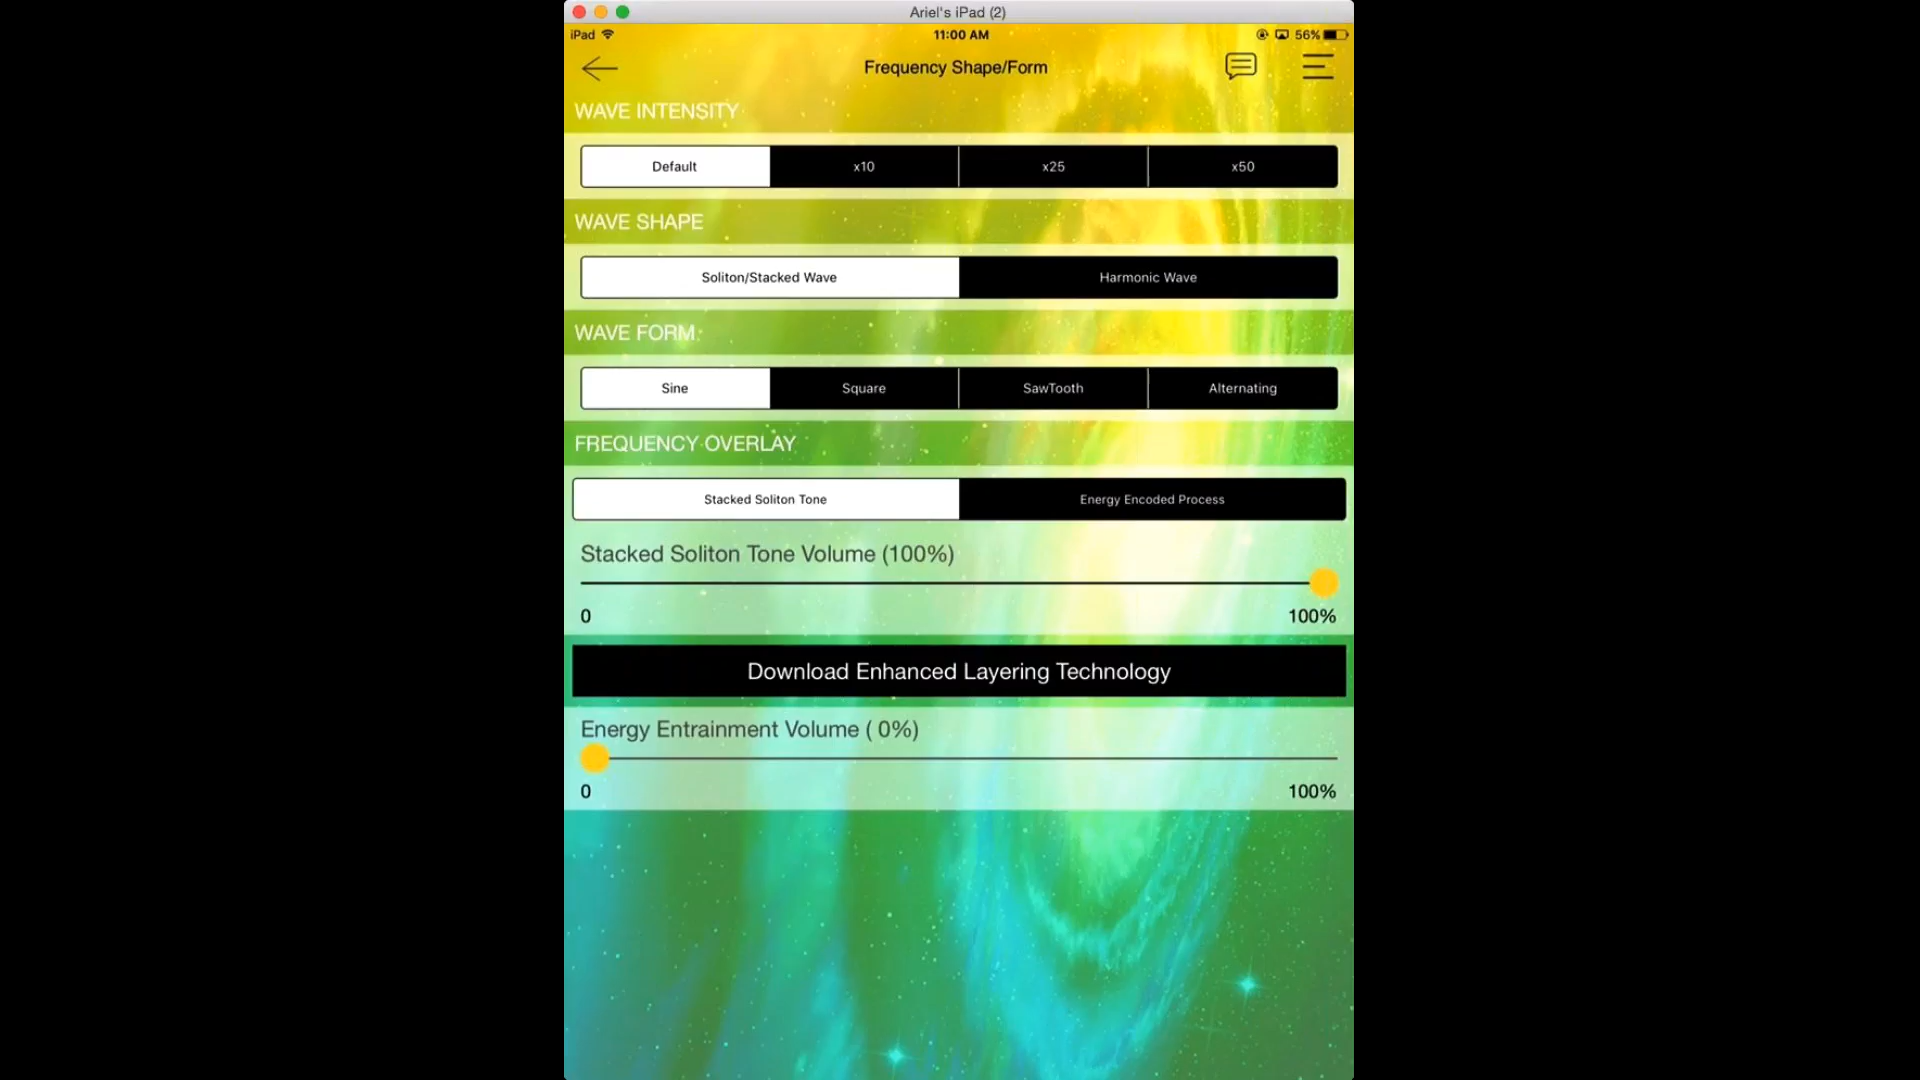 Ariel's iPad (2)
iPad 11:00 AM 56%
Frequency Shape/Form
WAVE INTENSITY
Default x10 x25 x50
WAVE SHAPE
Soliton/Stacked Wave Harmonic Wave
WAVE FORM
Sine Square SawTooth Alternating
FREQUENCY OVERLAY
Stacked Soliton Tone Energy Encoded Process
Stacked Soliton Tone Volume (100%)
0 100%
Download Enhanced Layering Technology
Energy Entrainment Volume ( 0%)
0 100%